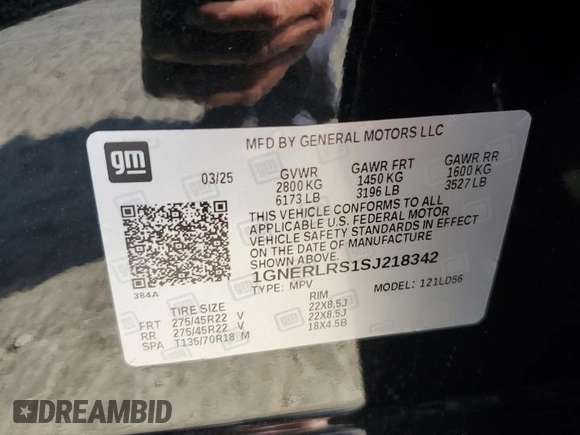 MFD BY GENERAL MOTORS LLC
gm
03/25
GVWR GAWR FRT GAWR RR
2800 KG 1450 KG 1600 KG
6173 LB 3196 LB 3527 LB
THIS VEHICLE CONFORMS TO ALL
APPLICABLE U.S. FEDERAL MOTOR
VEHICLE SAFETY STANDARDS IN EFFECT
ON THE DATE OF MANUFACTURE
SHOWN ABOVE.
1GNERLRS1SJ218342
384A
TYPE: MPV MODEL: 121LD56
TIRE SIZE RIM
FRT 275/45R22 V 22X8.5J
RR 275/45R22 V 22X8.5J
SPA T135/70R18 M 18X4.5B
DREAMBID